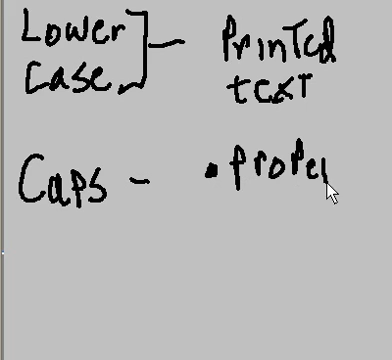 Lower Printed
Case text
Caps - • Proper